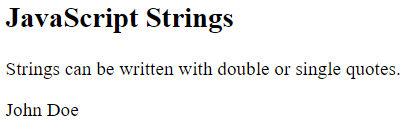 JavaScript Strings
Strings can be written with double or single quotes.
John Doe